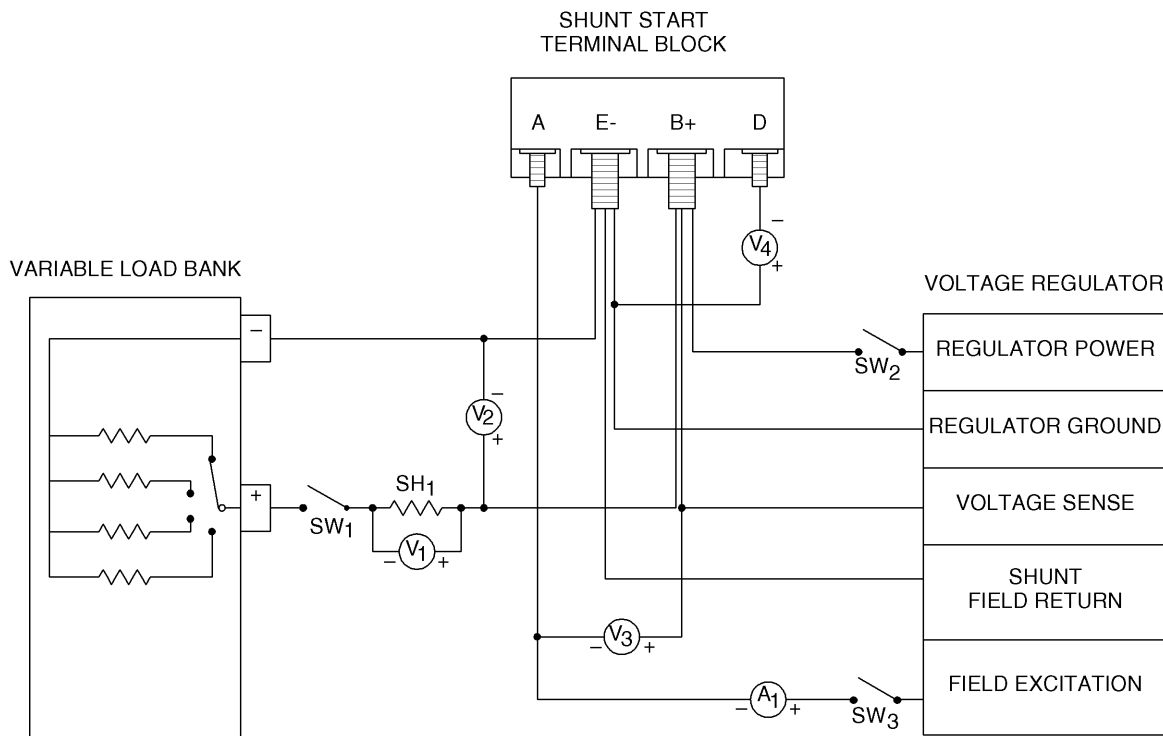 SHUNT START
TERMINAL BLOCK
A E- B+ D
–
V4
+
VARIABLE LOAD BANK
VOLTAGE REGULATOR
–
REGULATOR POWER
SW2
–
V2
+
REGULATOR GROUND
+
SH1
SW1
VOLTAGE SENSE
– V1 +
SHUNT
FIELD RETURN
– V3 +
FIELD EXCITATION
– A1 +
SW3